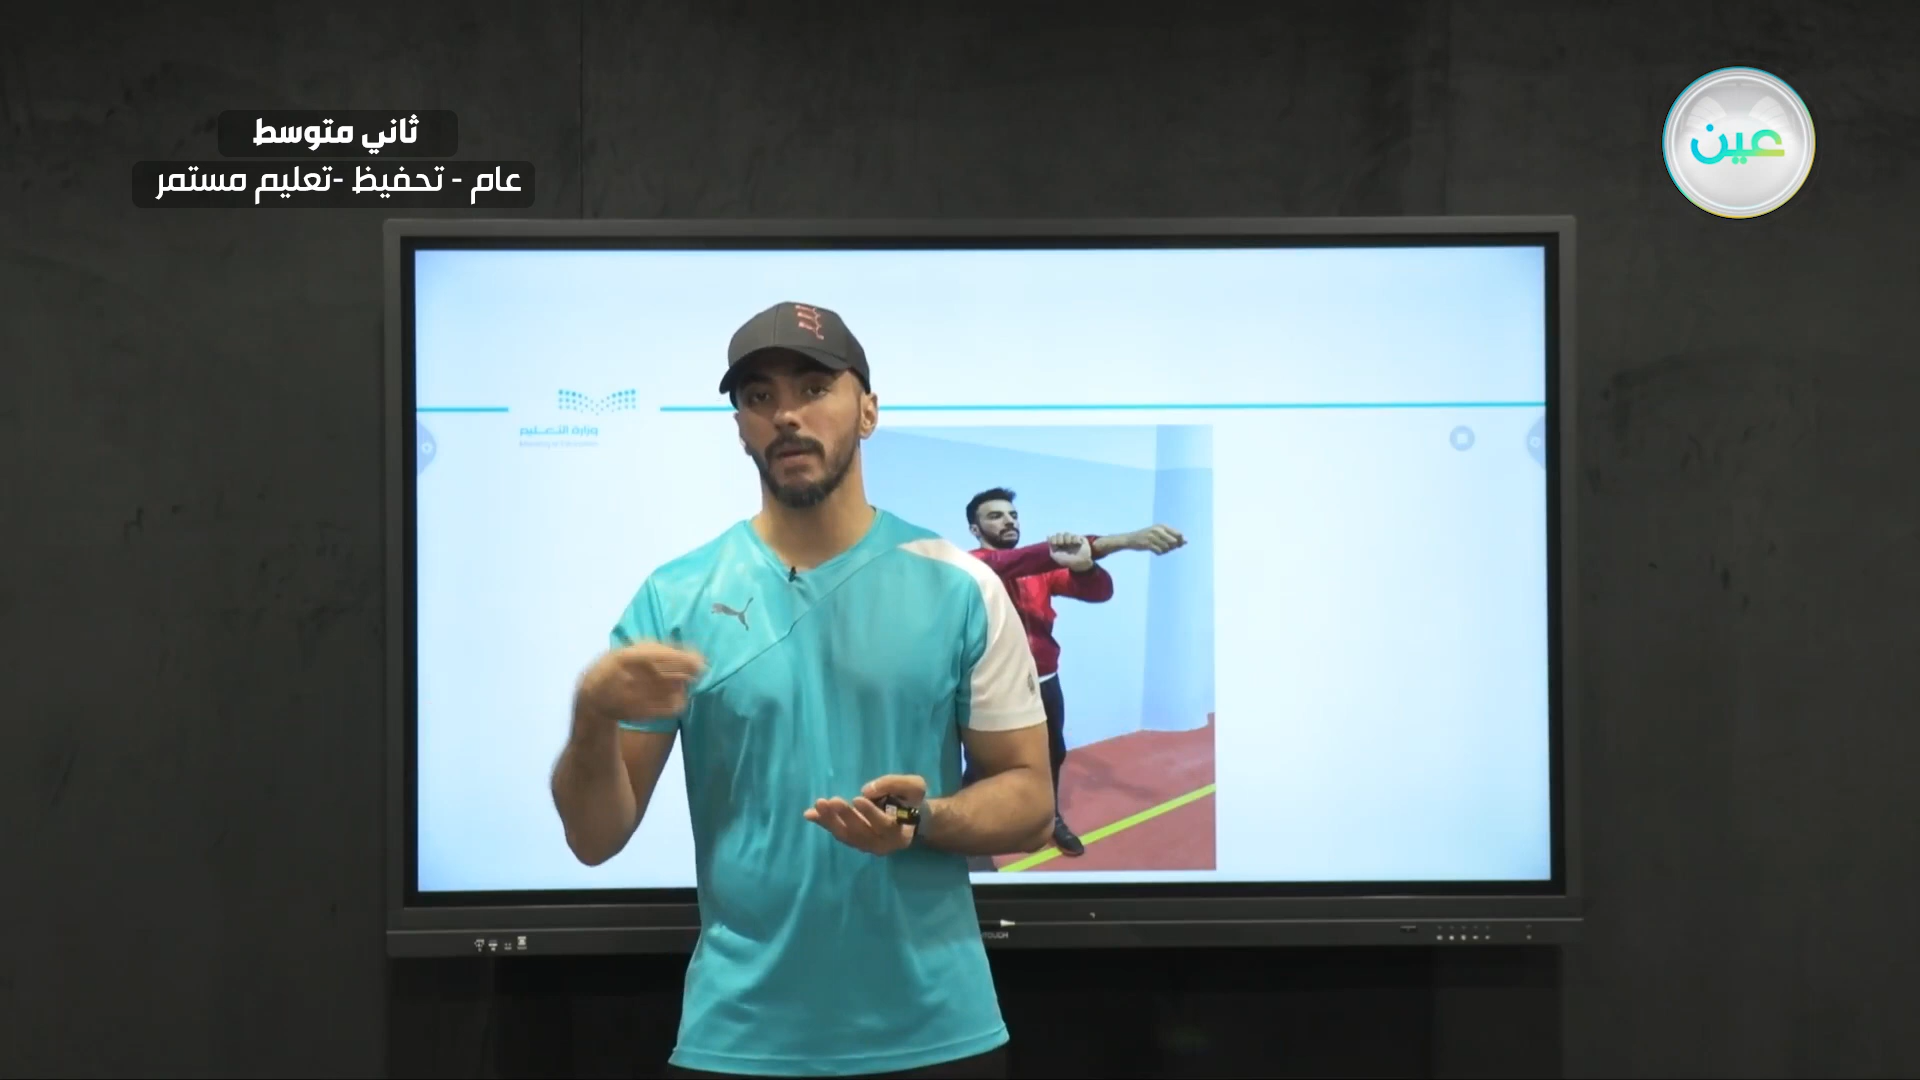 ثاني متوسط
عام - تحفيظ -تعليم مستمر
عين
وزارة التعليم